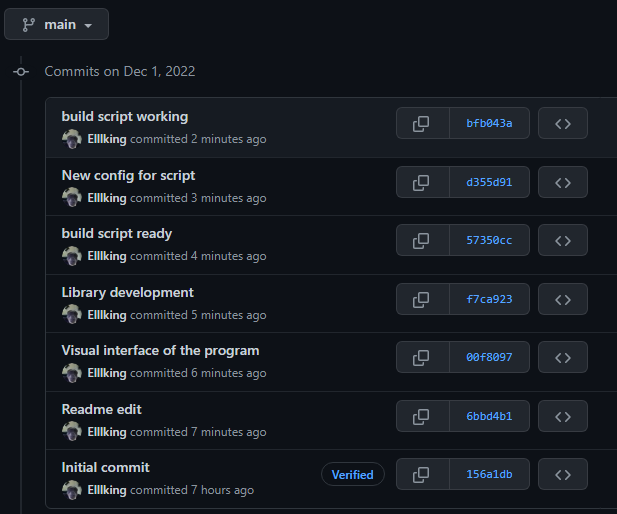 main
Commits on Dec 1, 2022
build script working
Elllking committed 2 minutes ago
bfb043a
New config for script
Elllking committed 3 minutes ago
d355d91
build script ready
Elllking committed 4 minutes ago
57350cc
Library development
Elllking committed 5 minutes ago
f7ca923
Visual interface of the program
Elllking committed 6 minutes ago
00f8097
Readme edit
Elllking committed 7 minutes ago
6bbd4b1
Initial commit
Elllking committed 7 hours ago
Verified
156a1db